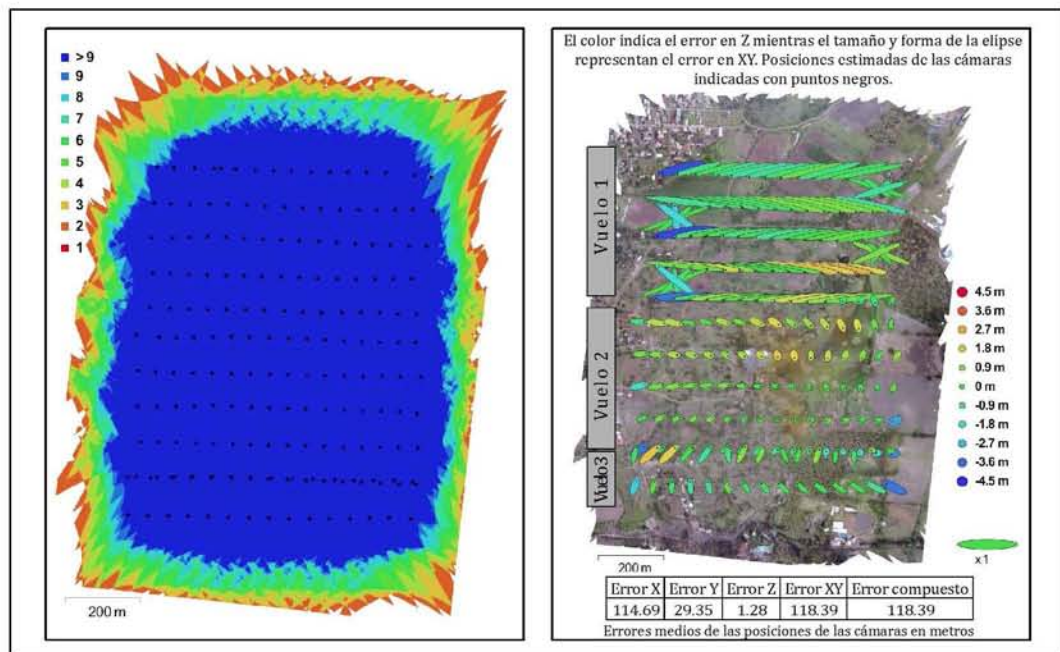 > 9
9
8
7
6
5
4
3
2
1
200 m
El color indica el error en Z mientras el tamaño y forma de la elipse
representan el error en XY. Posiciones estimadas de las cámaras
indicadas con puntos negros.
Vuelo 1
Vuelo 2
4.5 m
3.6 m
2.7 m
1.8 m
0.9 m
0 m
-0.9 m
-1.8 m
-2.7 m
-3.6 m
-4.5 m
x1
200 m
Error X Error Y Error Z Error XY Error compuesto
114.69 29.35 1.28 118.39 118.39
Errores medios de las posiciones de las cámaras en metros